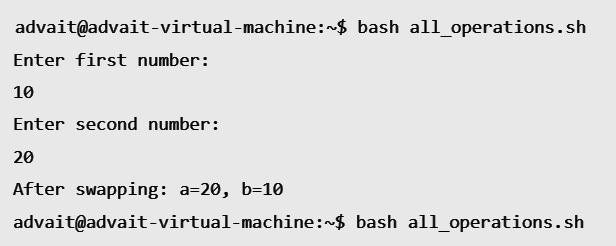 advait@advait-virtual-machine:~$ bash all_operations.sh
Enter first number:
10
Enter second number:
20
After swapping: a=20, b=10
advait@advait-virtual-machine:~$ bash all_operations.sh